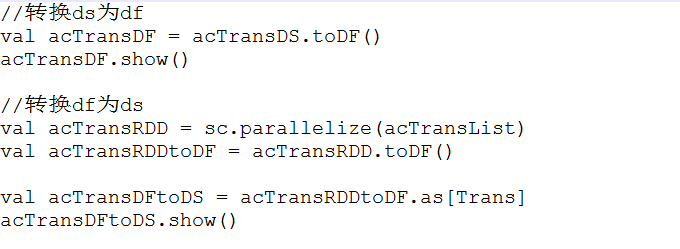 //转换ds为df
val acTransDF = acTransDS.toDF()
acTransDF.show()
//转换df为ds
val acTransRDD = sc.parallelize(acTransList)
val acTransRDDtoDF = acTransRDD.toDF()
val acTransDFtoDS = acTransRDDtoDF.as[Trans]
acTransDFtoDS.show()